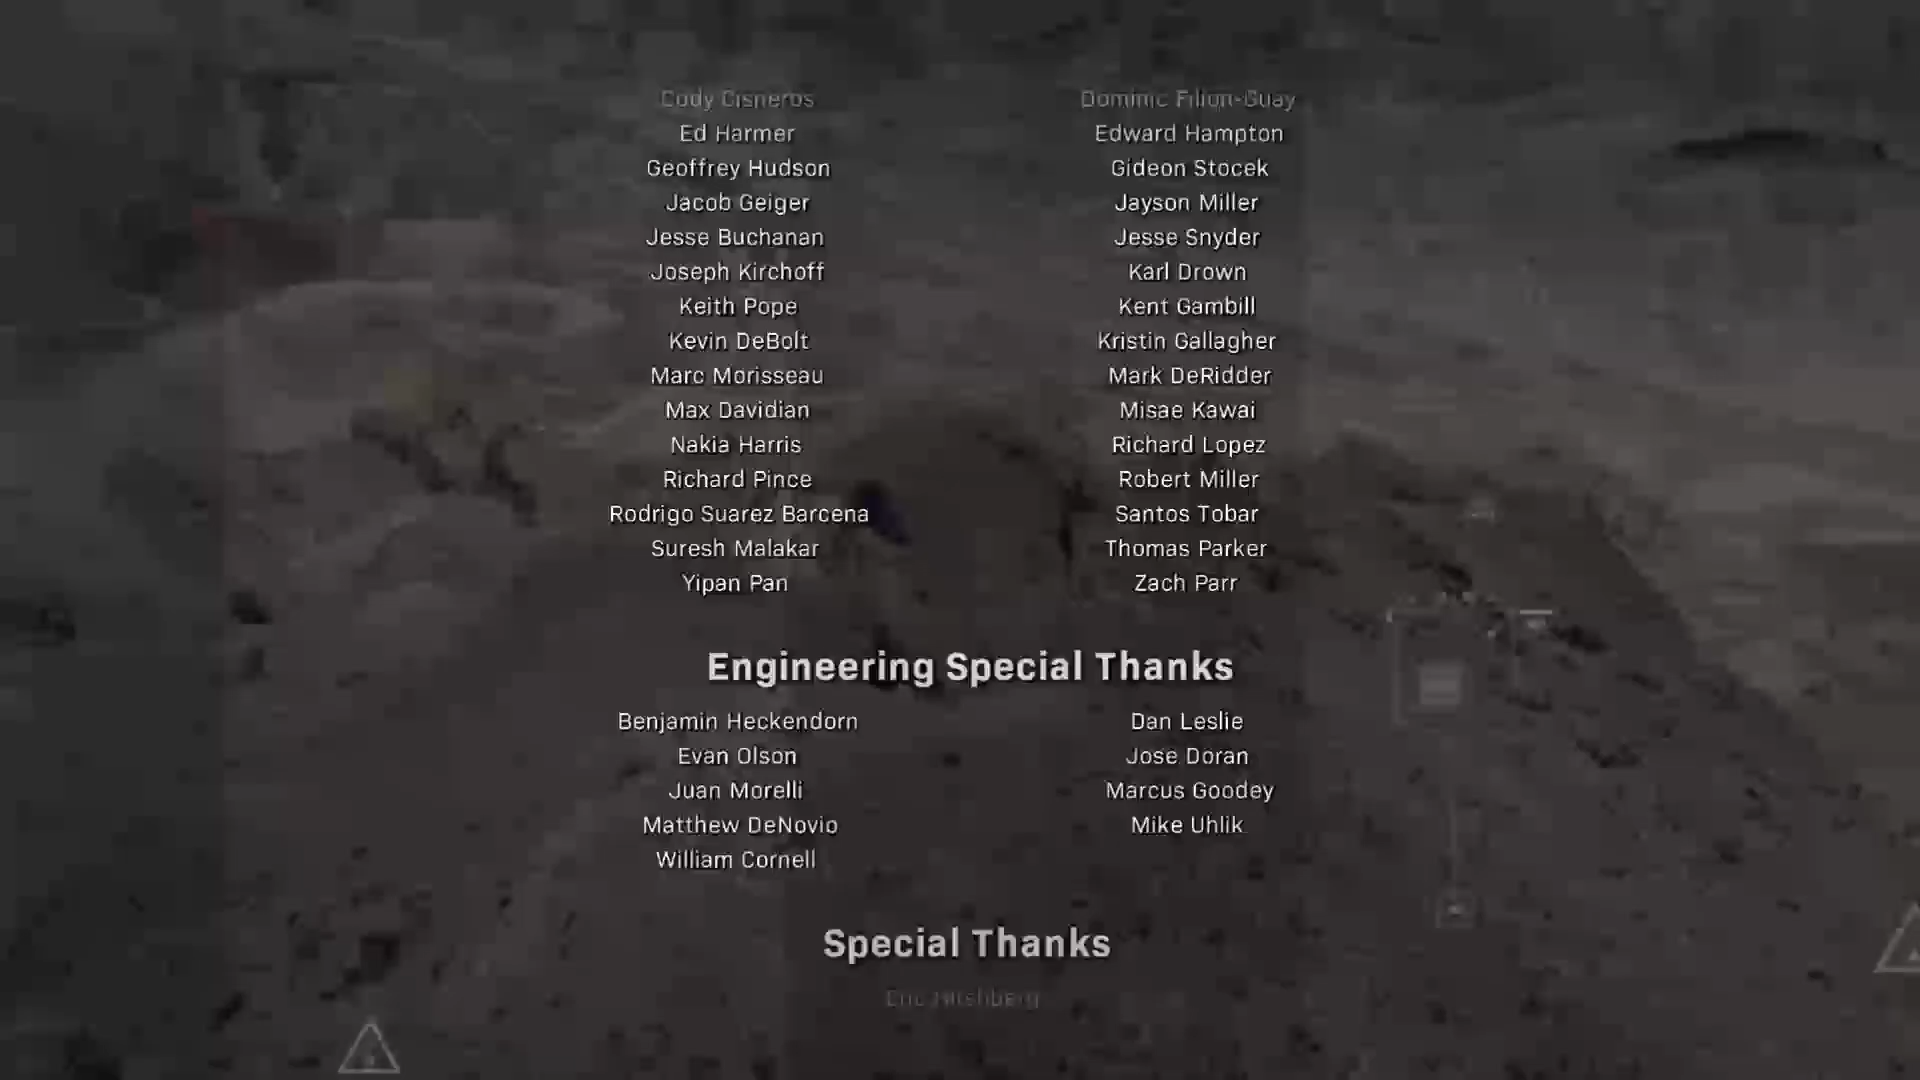 Cody Cisneros Dominic Filion-Guay
Ed Harmer Edward Hampton
Geoffrey Hudson Gideon Stocek
Jacob Geiger Jayson Miller
Jesse Buchanan Jesse Snyder
Joseph Kirchoff Karl Drown
Keith Pope Kent Gambill
Kevin DeBolt Kristin Gallagher
Marc Morisseau Mark DeRidder
Max Davidian Misae Kawai
Nakia Harris Richard Lopez
Richard Pince Robert Miller
Rodrigo Suarez Barcena Santos Tobar
Suresh Malakar Thomas Parker
Yipan Pan Zach Parr
Engineering Special Thanks
Benjamin Heckendorn Dan Leslie
Evan Olson Jose Doran
Juan Morelli Marcus Goodey
Matthew DeNovio Mike Uhlik
William Cornell
Special Thanks
Eric Hirshberg